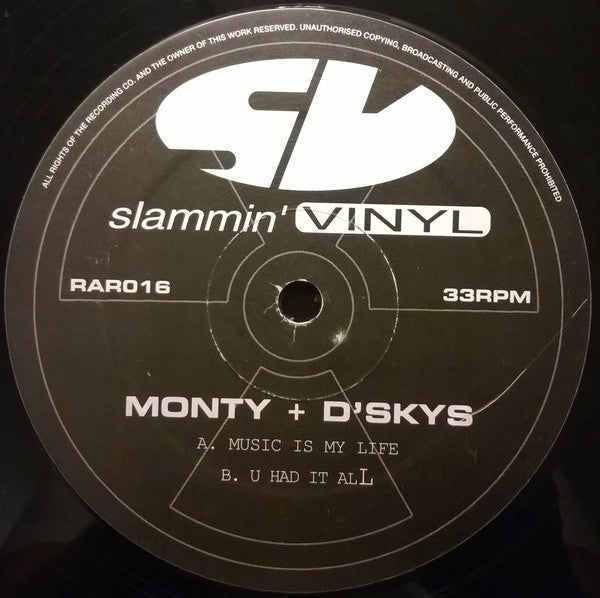 ALL RIGHTS OF THE RECORDING CO. AND THE OWNER OF THIS WORK RESERVED. UNAUTHORISED COPYING, BROADCASTING AND PUBLIC PERFORMANCE PROHIBITED
SV
slammin' VINYL
RAR016
33RPM
MONTY + D'SKYS
A. MUSIC IS MY LIFE
B. U HAD IT ALL